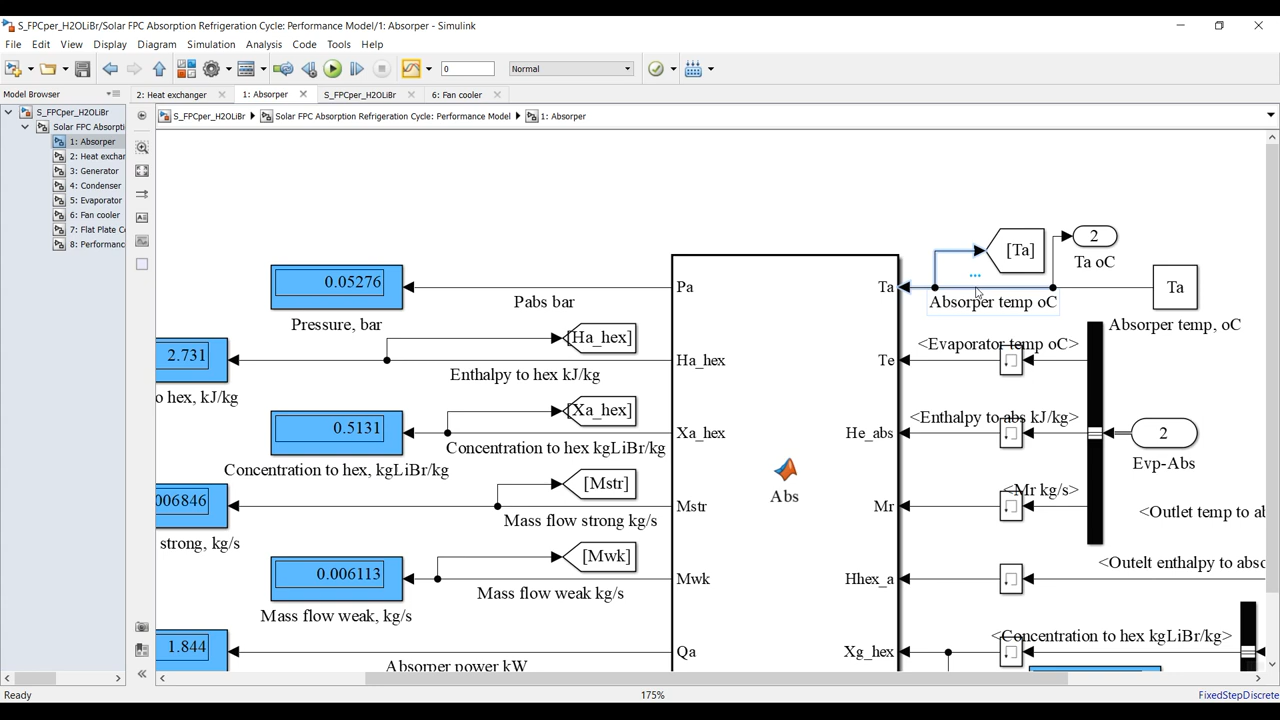 S_FPCper_H2OLiBr/Solar FPC Absorption Refrigeration Cycle: Performance Model/1: Absorper - Simulink
File Edit View Display Diagram Simulation Analysis Code Tools Help
0 Normal
Model Browser
2: Heat exchanger 1: Absorper S_FPCper_H2OLiBr 6: Fan cooler
S_FPCper_H2OLiBr Solar FPC Absorption Refrigeration Cycle: Performance Model 1: Absorper
S_FPCper_H2OLiBr
Solar FPC Absorpti
1: Absorper
2: Heat exchar
3: Generator
4: Condenser
5: Evaporator
6: Fan cooler
7: Flat Plate C
8: Performanc
[Ta] 2
Ta oC
0.05276 Pa Ta Ta
Pabs bar Absorper temp oC
Pressure, bar Absorper temp, oC
[Ha_hex] <Evaporator temp oC>
2.731 Ha_hex Te
Enthalpy to hex kJ/kg
o hex, kJ/kg
[Xa_hex] <Enthalpy to abs kJ/kg>
0.5131 Xa_hex He_abs 2
Concentration to hex kgLiBr/kg
Concentration to hex, kgLiBr/kg Evp-Abs
[Mstr] <Mr kg/s>
Abs
006846 Mstr Mr
Mass flow strong kg/s <Outlet temp to al
strong, kg/s
[Mwk] <Outelt enthalpy to absc
0.006113 Mwk Hhex_a
Mass flow weak kg/s
Mass flow weak, kg/s
<Concentration to hex kgLiBr/kg>
1.844 Qa Xg_hex
Absorper power kW
Ready 175% FixedStepDiscrete